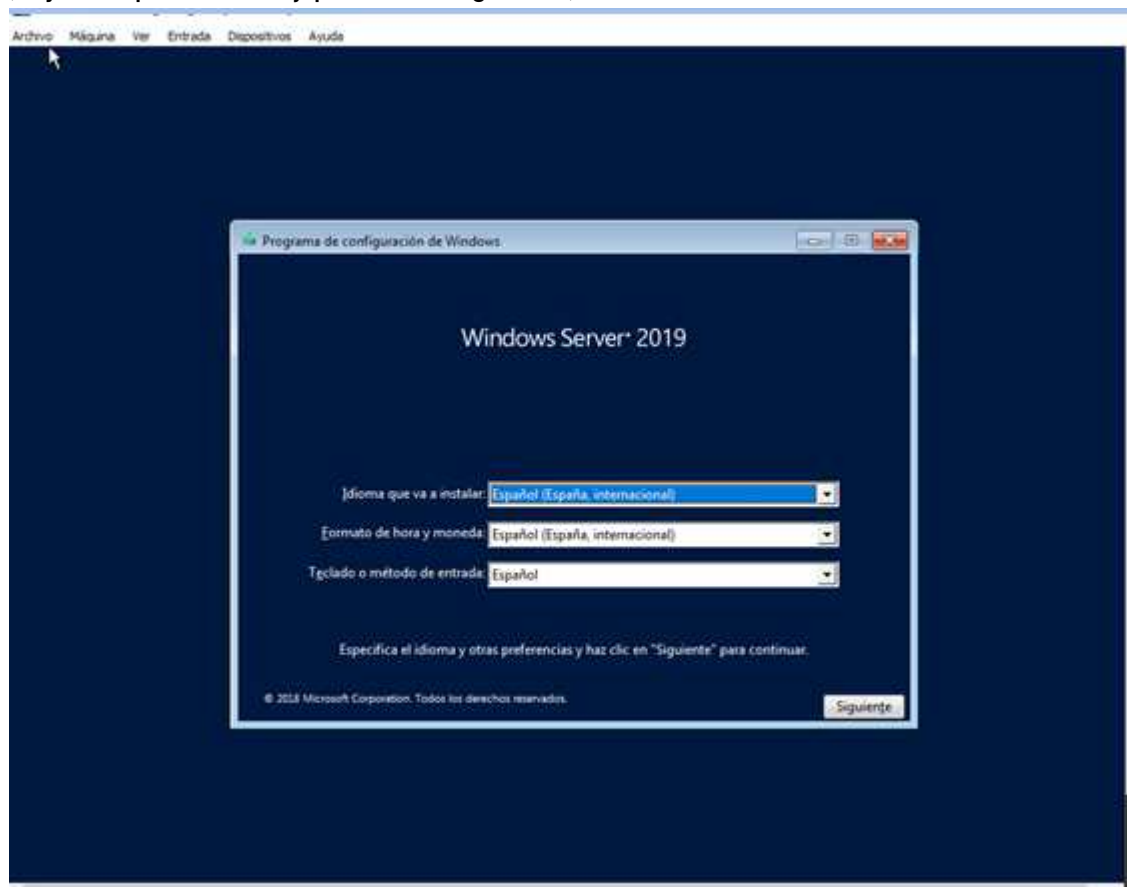 Archivo Máquina Ver Entrada Dispositivos Ayuda
Programa de configuración de Windows
Windows Server® 2019
Idioma que va a instalar: Español (España, internacional)
Formato de hora y moneda: Español (España, internacional)
Teclado o método de entrada: Español
Especifica el idioma y otras preferencias y haz clic en "Siguiente" para continuar.
© 2018 Microsoft Corporation. Todos los derechos reservados.
Siguiente